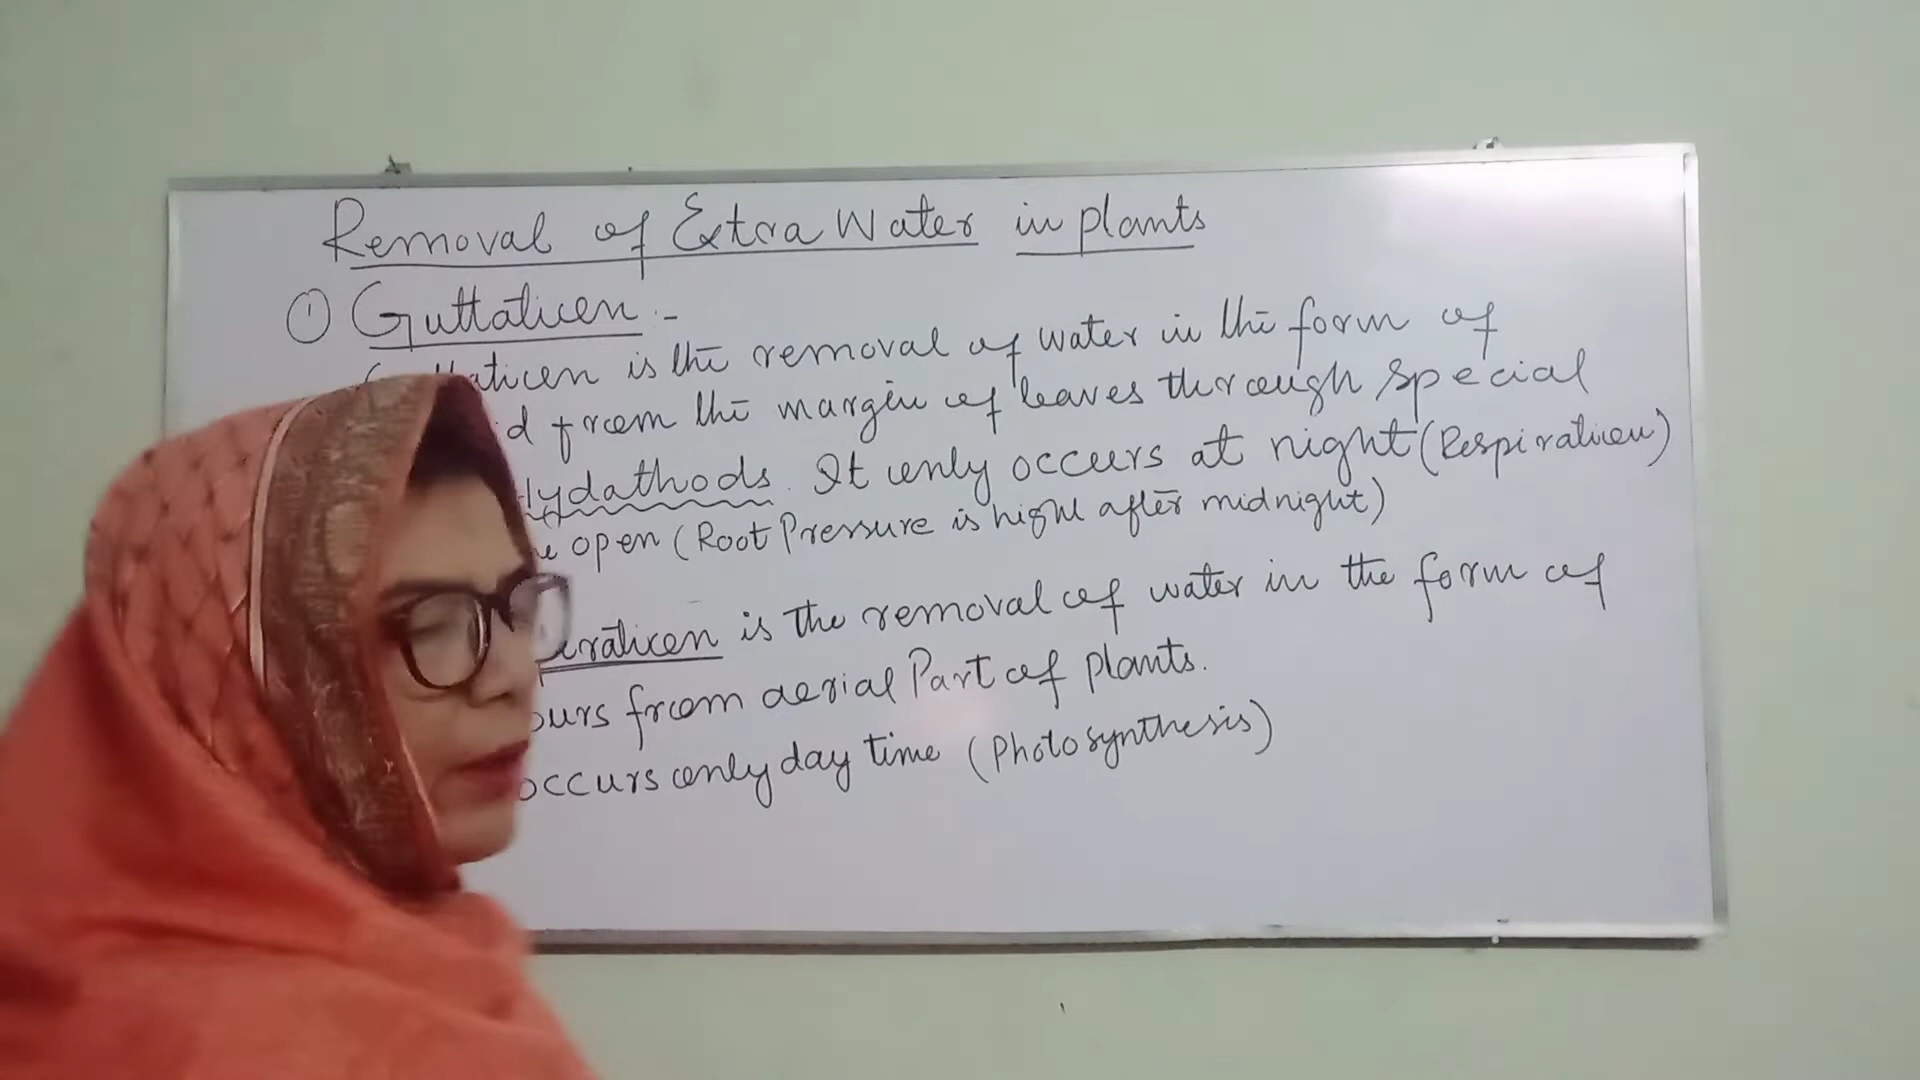 Removal of Extra Water in plants
① Guttation :-
is the removal of water in the form of
from the margin of leaves through special
Hydathods. It only occurs at night (Respiration)
open (Root Pressure is high after midnight)
is the removal of water in the form of
from aerial Part of plants.
occurs only day time (Photosynthesis)